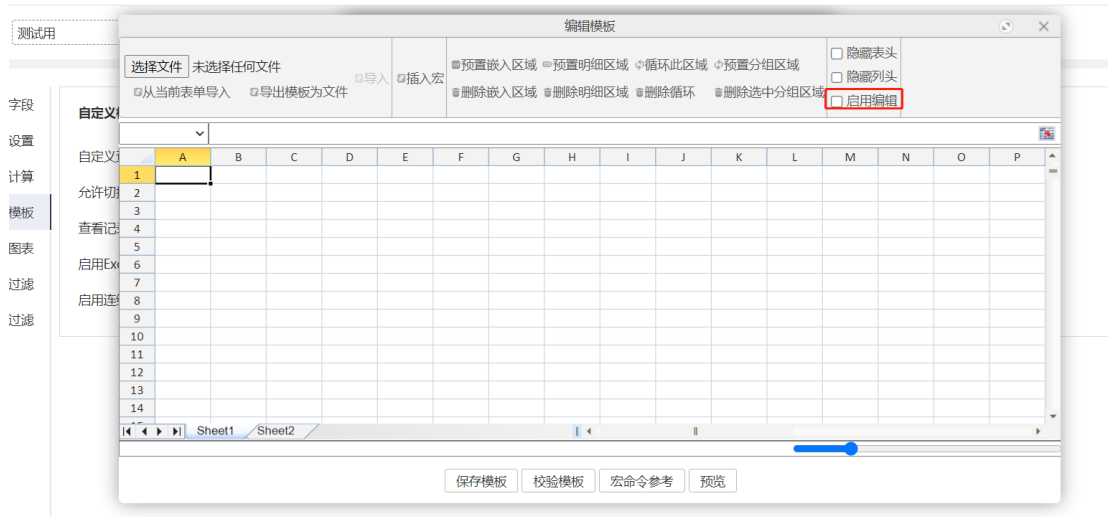 编辑模板
测试用
选择文件 未选择任何文件
导入
插入宏
预置嵌入区域 预置明细区域 循环此区域 预置分组区域
隐藏表头
隐藏列头
从当前表单导入 导出模板为文件
删除嵌入区域 删除明细区域 删除循环 删除选中分组区域
启用编辑
字段
设置
计算
模板
图表
过滤
过滤
自定义
自定义
允许切
查看记
启用Exc
启用连
A B C D E F G H I J K L M N O P
1
2
3
4
5
6
7
8
9
10
11
12
13
14
Sheet1 Sheet2
保存模板 校验模板 宏命令参考 预览